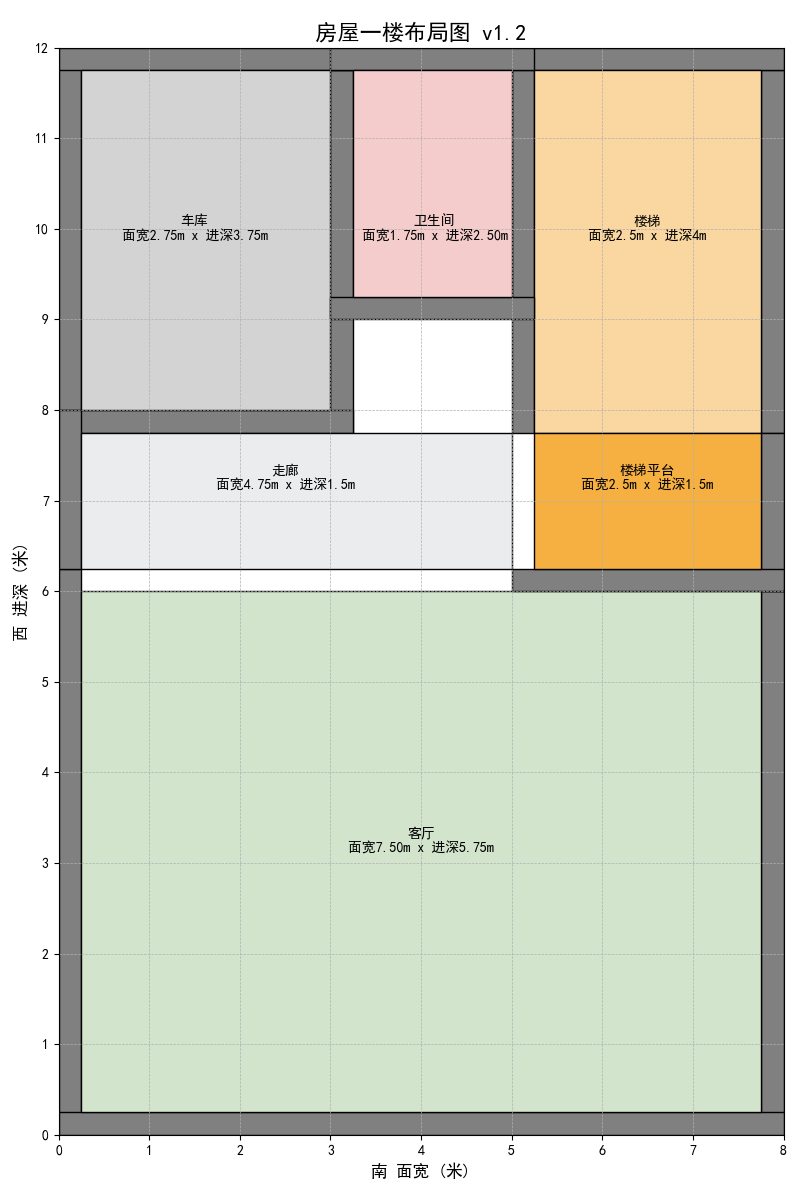 房屋一楼布局图 v1.2
12
11
10
9
8
7
6
5
4
3
2
1
0
西 进深 (米)
车库
面宽2.75m x 进深3.75m
卫生间
面宽1.75m x 进深2.50m
楼梯
面宽2.5m x 进深4m
走廊
面宽4.75m x 进深1.5m
楼梯平台
面宽2.5m x 进深1.5m
客厅
面宽7.50m x 进深5.75m
0 1 2 3 4 5 6 7 8
南 面宽 (米)